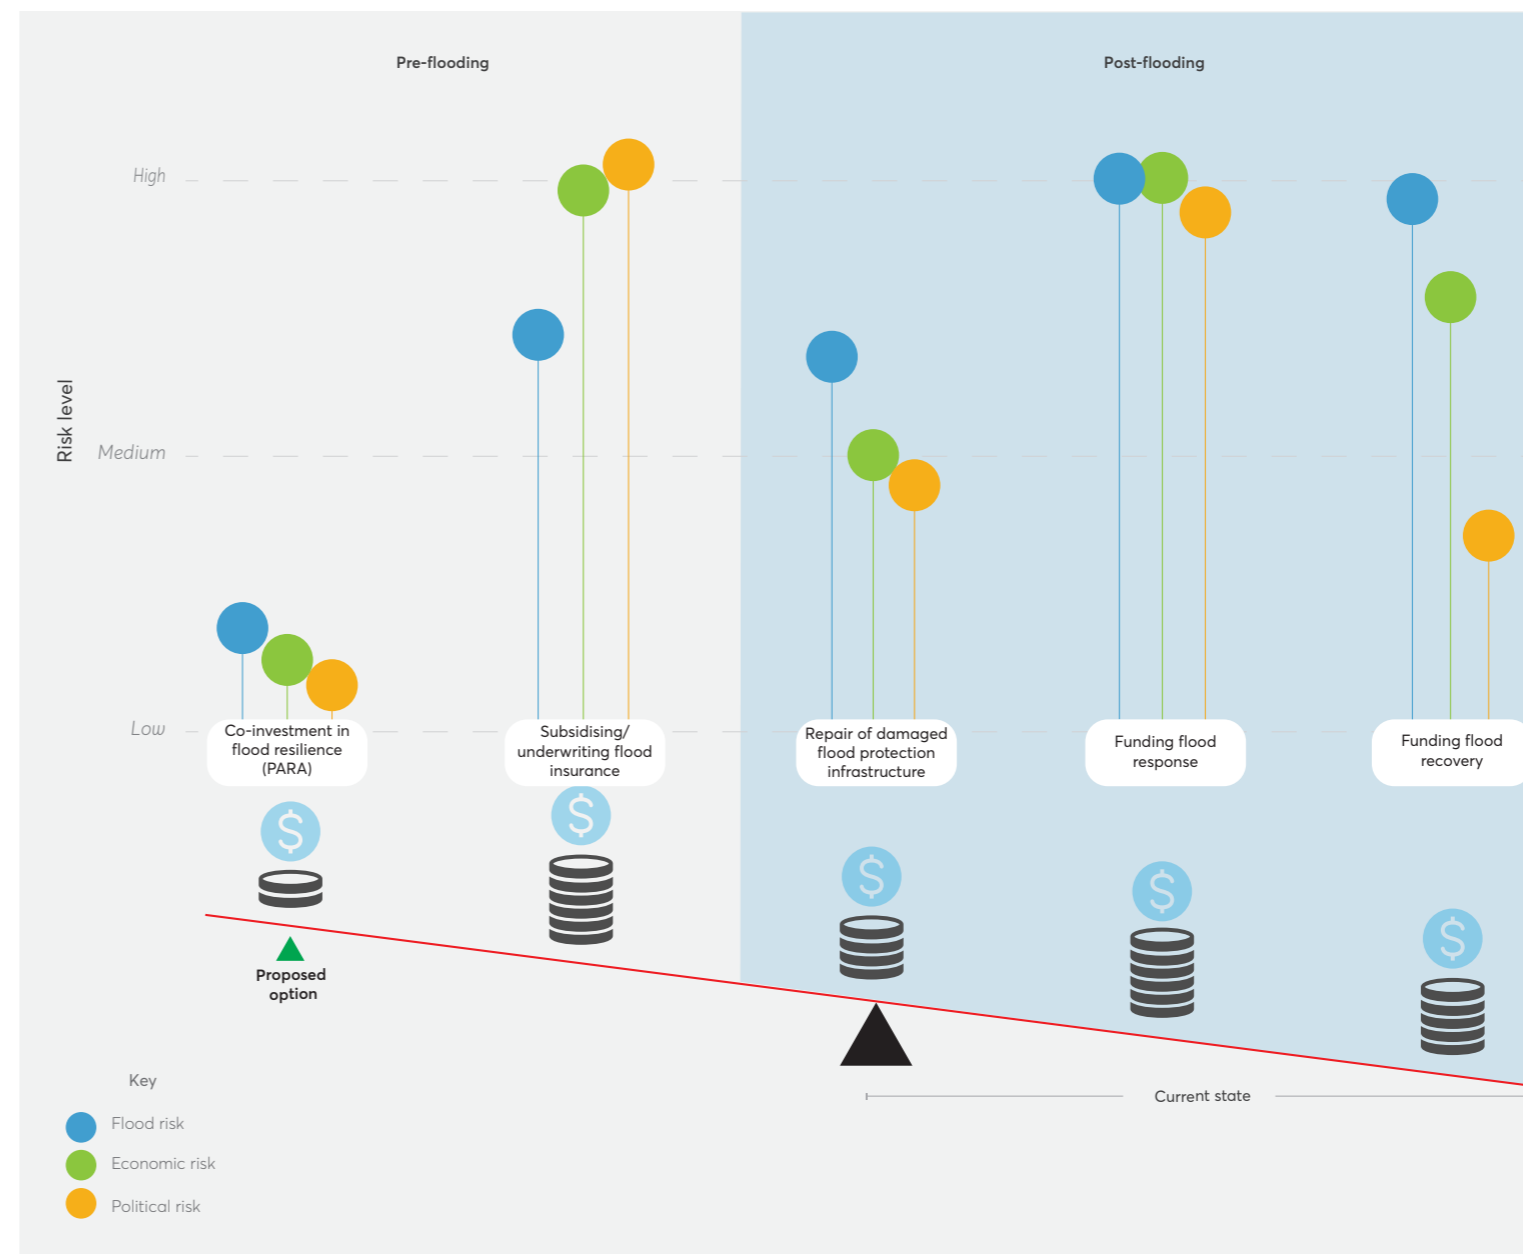 Pre-flooding
Post-flooding
High
Risk level
Medium
Low
Co-investment in
flood resilience
(PARA)
Subsidising/
underwriting flood
insurance
Repair of damaged
flood protection
infrastructure
Funding flood
response
Funding flood
recovery
$
$
$
$
$
Proposed
option
Current state
Key
Flood risk
Economic risk
Political risk